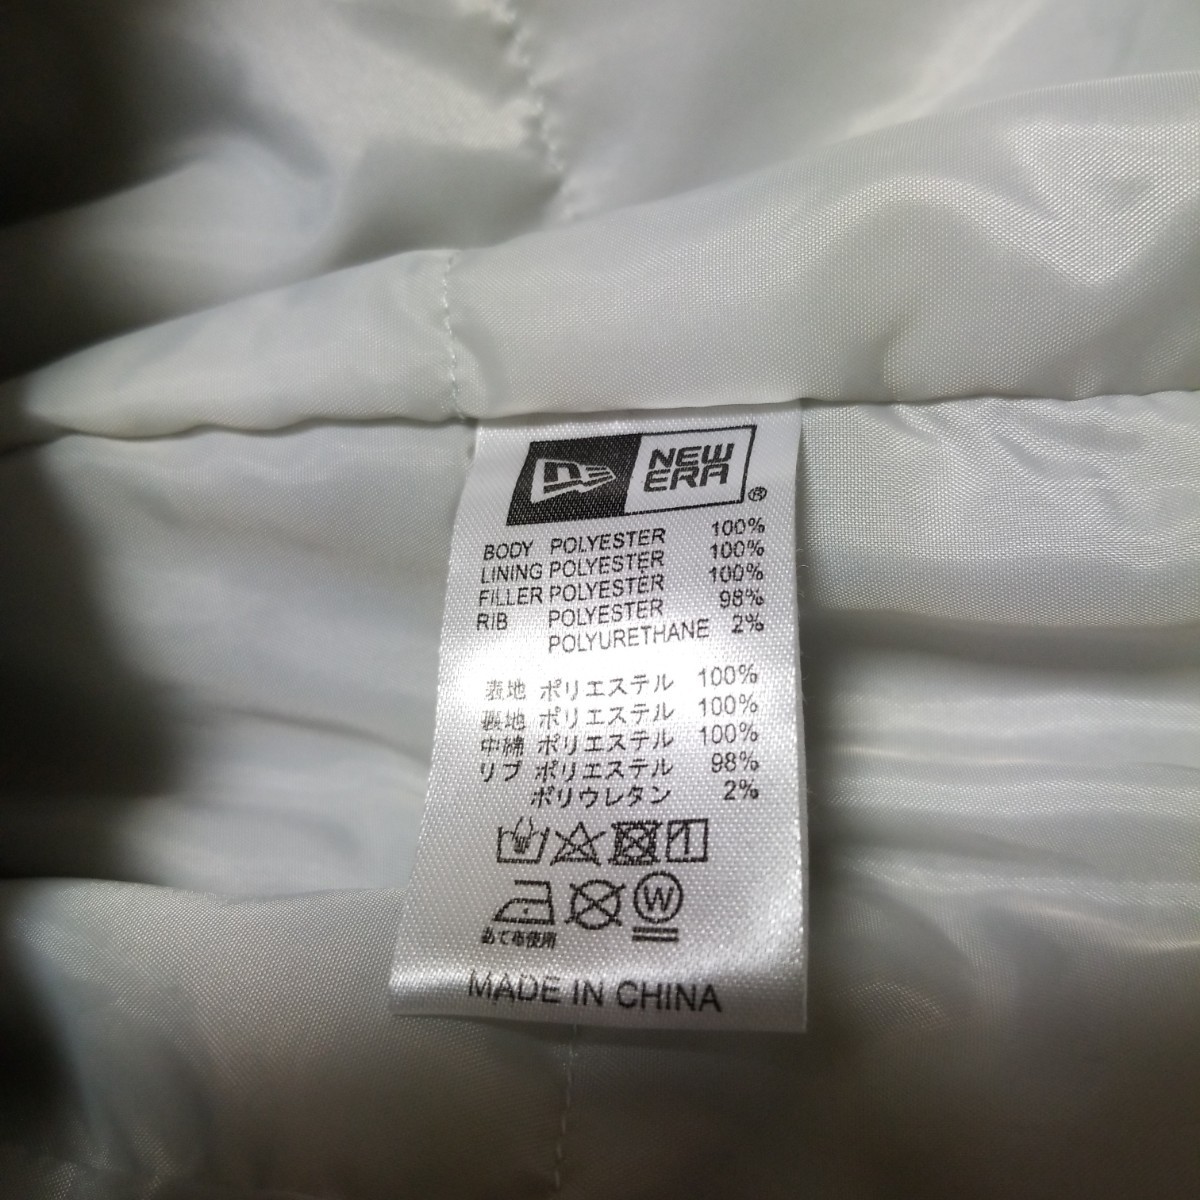 NEW
ERA
®
BODY POLYESTER 100%
LINING POLYESTER 100%
FILLER POLYESTER 100%
RIB POLYESTER 98%
POLYURETHANE 2%
表地 ポリエステル 100%
裏地 ポリエステル 100%
中綿 ポリエステル 100%
リブ ポリエステル 98%
ポリウレタン 2%
W
あて布使用
MADE IN CHINA